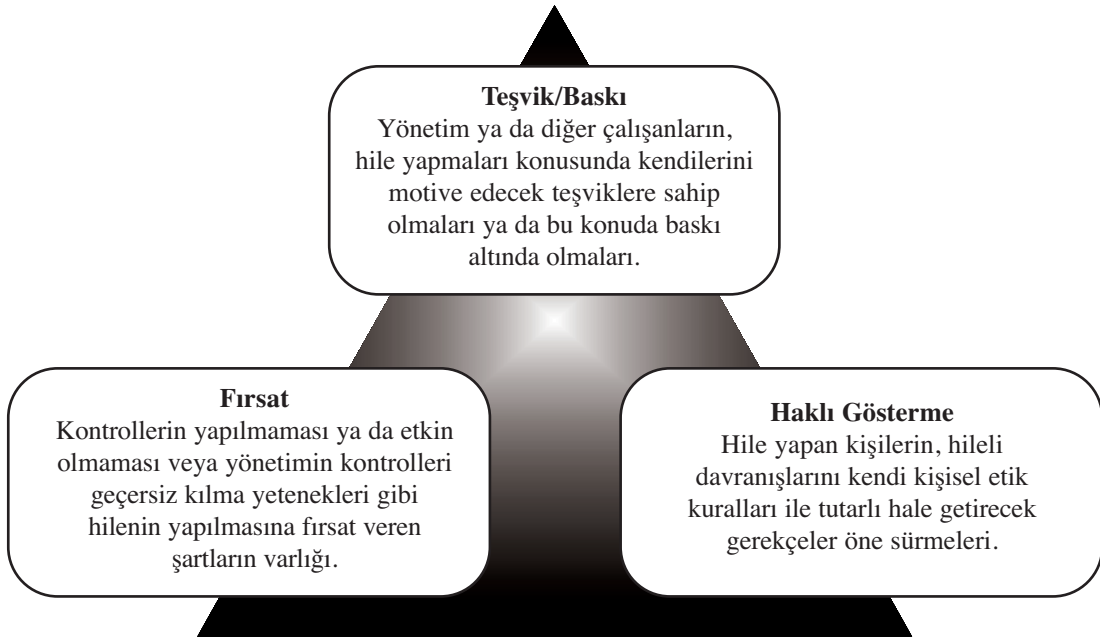 Teşvik/Baskı
Yönetim ya da diğer çalışanların,
hile yapmaları konusunda kendilerini
motive edecek teşviklere sahip
olmaları ya da bu konuda baskı
altında olmaları.
Fırsat
Kontrollerin yapılmaması ya da etkin
olmaması veya yönetimin kontrolleri
geçersiz kılma yetenekleri gibi
hilenin yapılmasına fırsat veren
şartların varlığı.
Haklı Gösterme
Hile yapan kişilerin, hileli
davranışlarını kendi kişisel etik
kuralları ile tutarlı hale getirecek
gerekçeler öne sürmeleri.